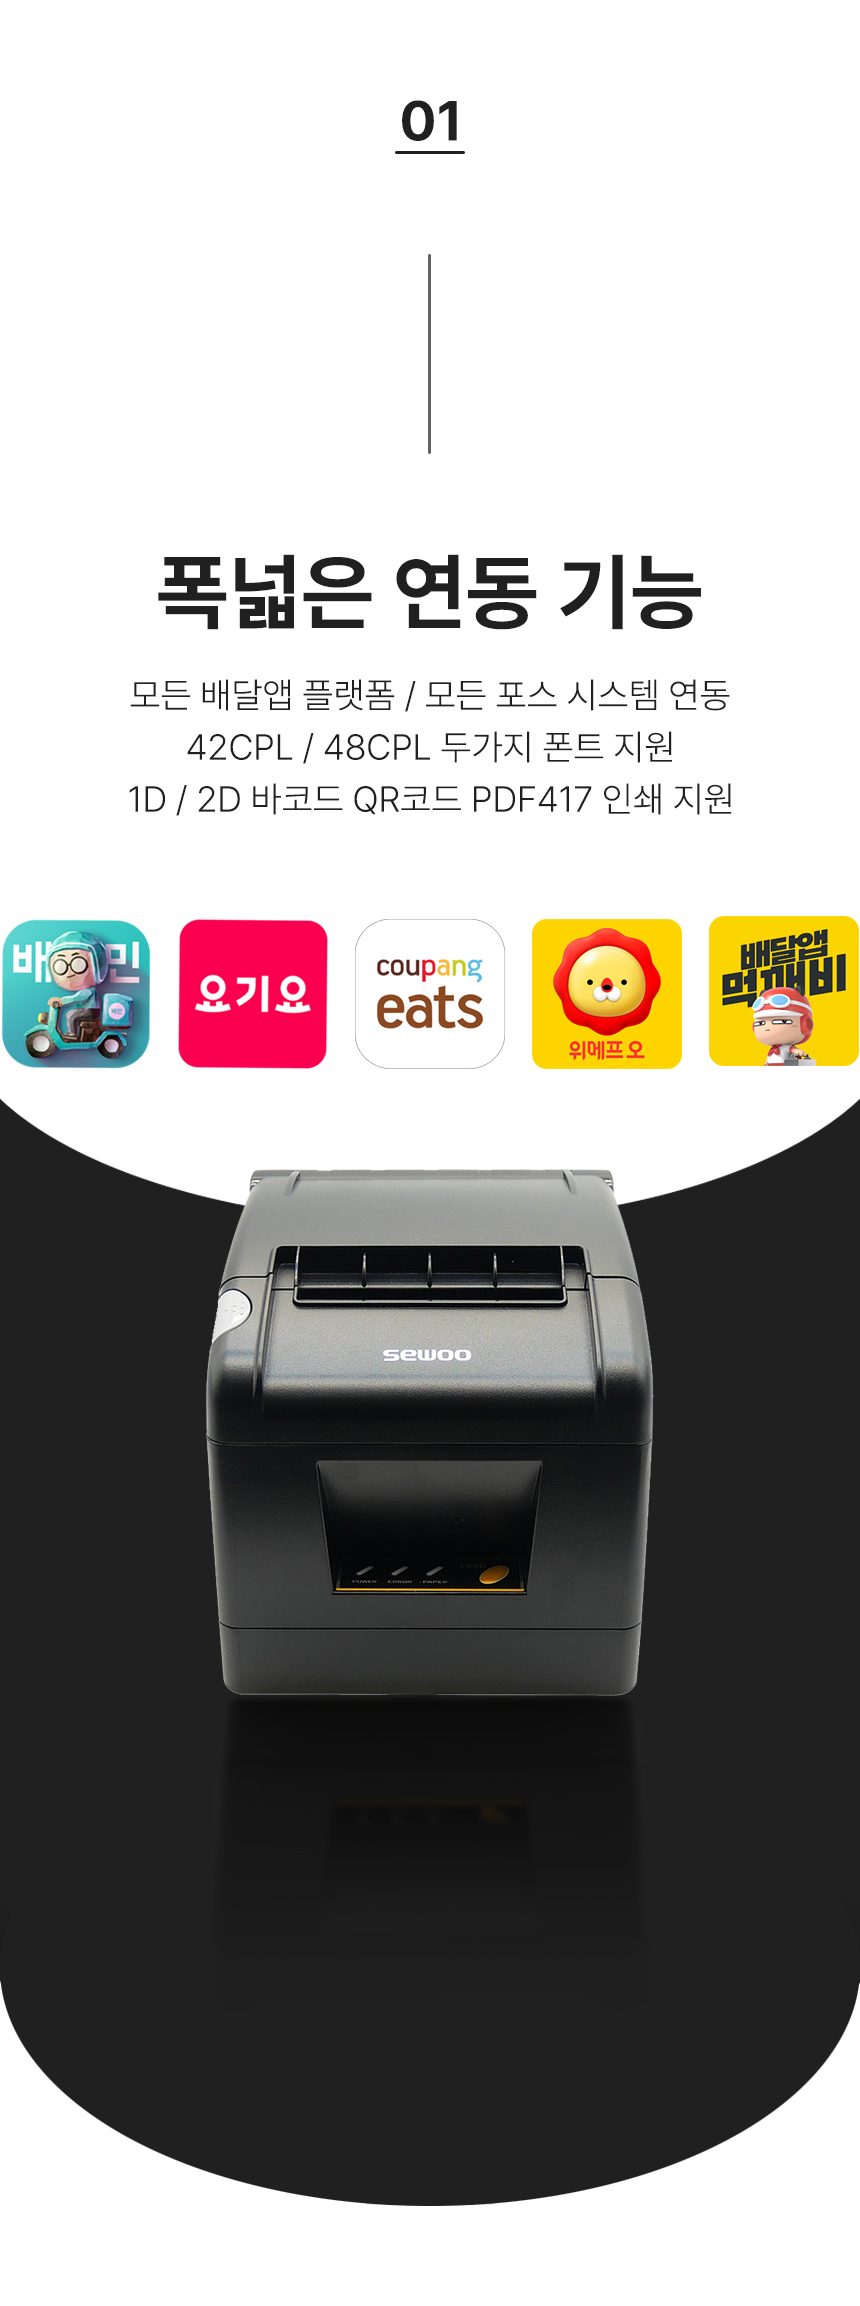 01
폭넓은 연동 기능
모든 배달앱 플랫폼 / 모든 포스 시스템 연동
42CPL / 48CPL 두가지 폰트 지원
1D / 2D 바코드 QR코드 PDF417 인쇄 지원
배민
배민
요기요
coupang
eats
위메프오
배달앱
먹깨비
sewoo
POWER ERROR PAPER
FEED